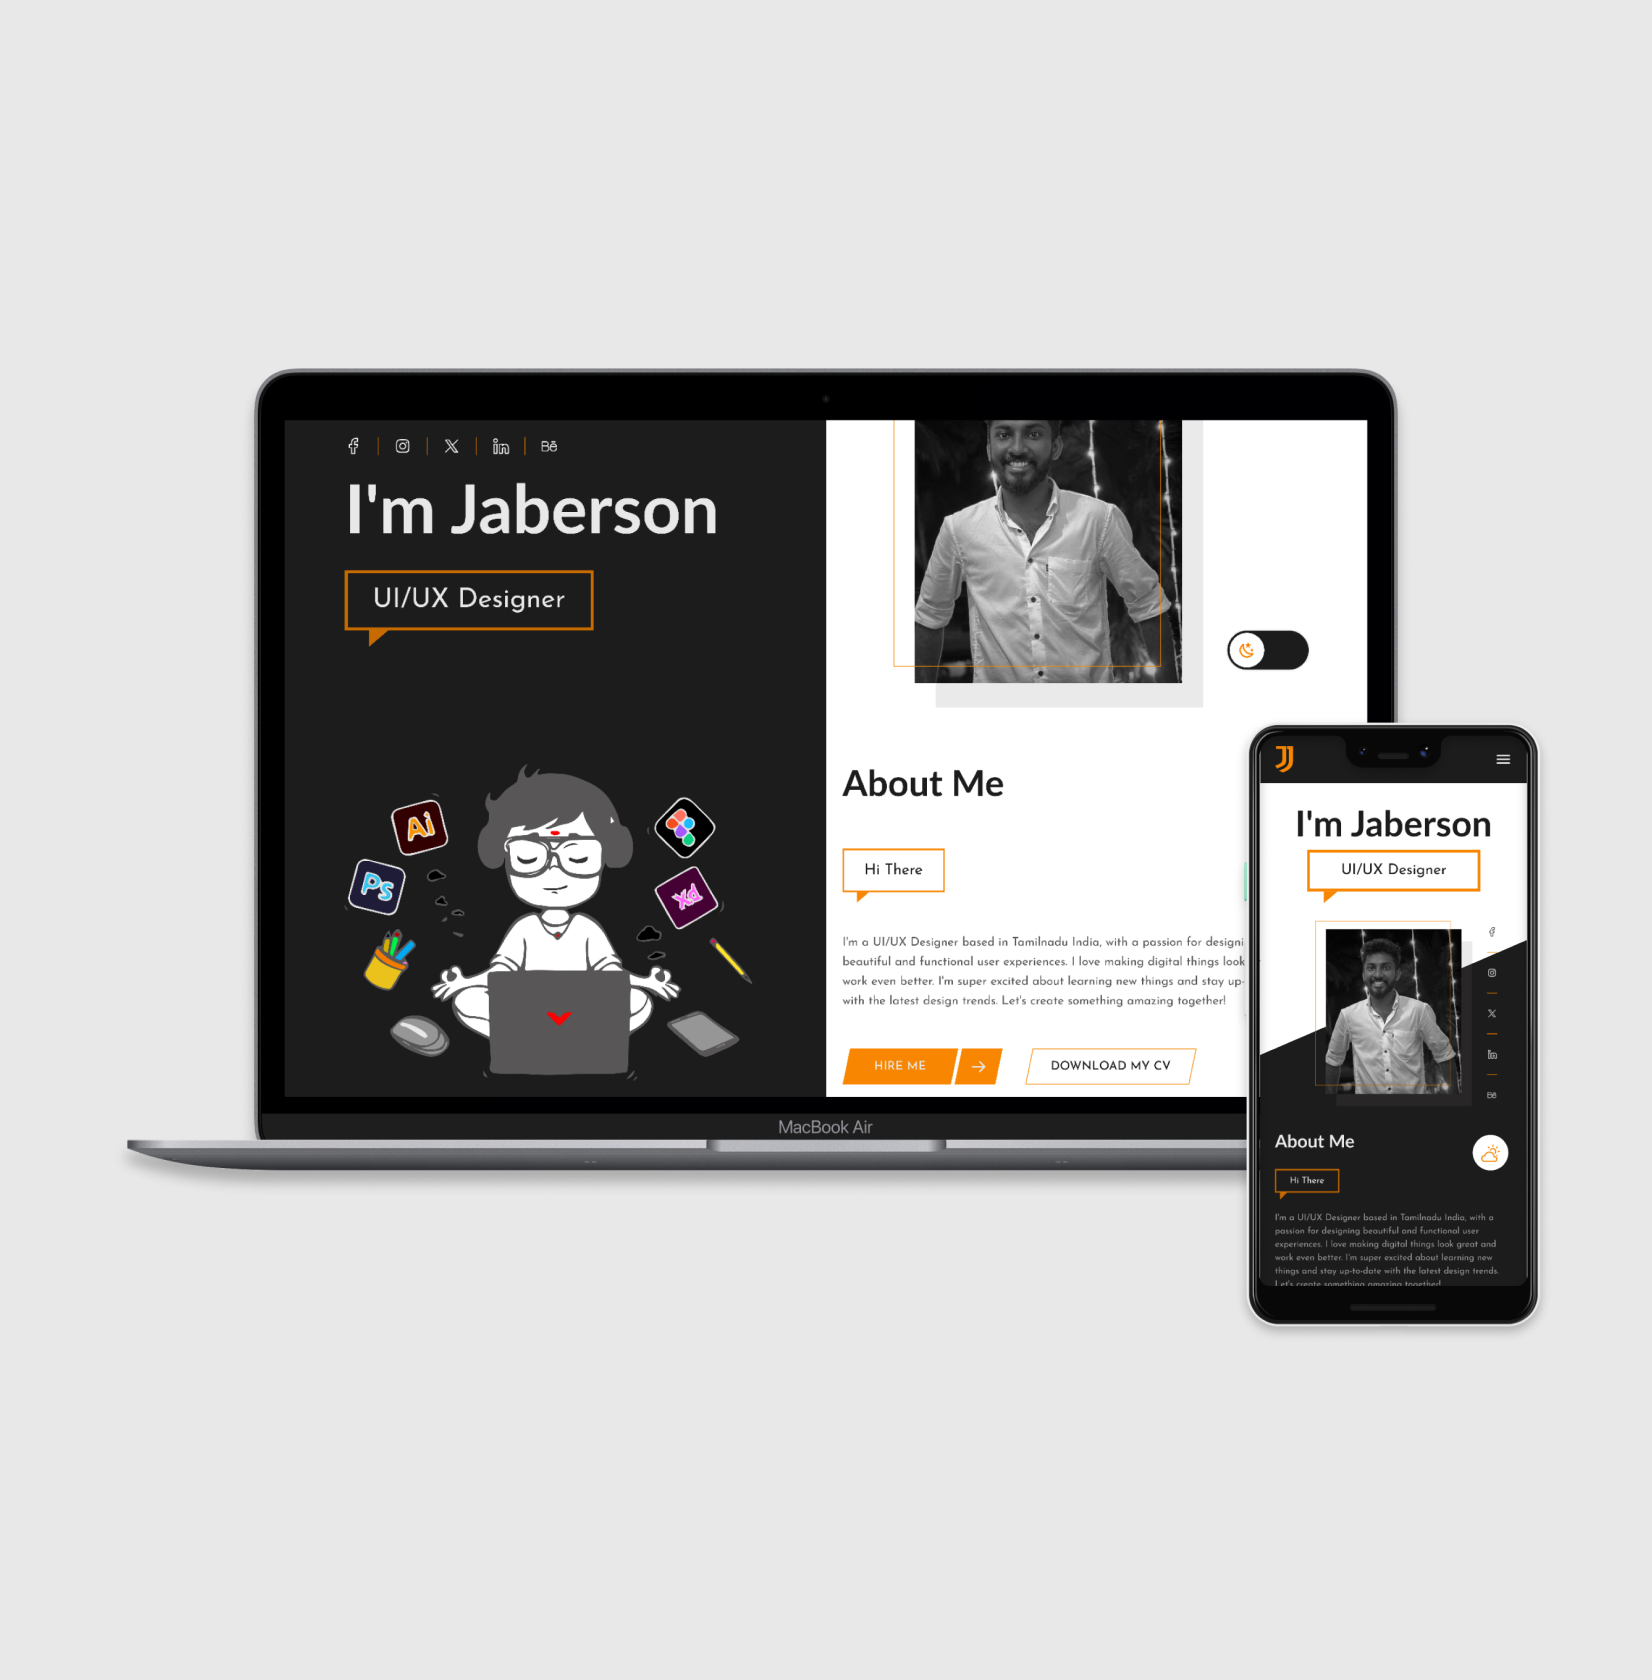 Bē
I'm Jaberson
UI/UX Designer
Ai
Ps
Xd
About Me
Hi There
I'm a UI/UX Designer based in Tamilnadu India, with a passion for designi
beautiful and functional user experiences. I love making digital things look
work even better. I'm super excited about learning new things and stay up-
with the latest design trends. Let's create something amazing together!
HIRE ME
DOWNLOAD MY CV
MacBook Air
I'm Jaberson
UI/UX Designer
Bē
About Me
Hi There
I'm a UI/UX Designer based in Tamilnadu India, with a
passion for designing beautiful and functional user
experiences. I love making digital things look great and
work even better. I'm super excited about learning new
things and stay up-to-date with the latest design trends.
Let's create something amazing together!